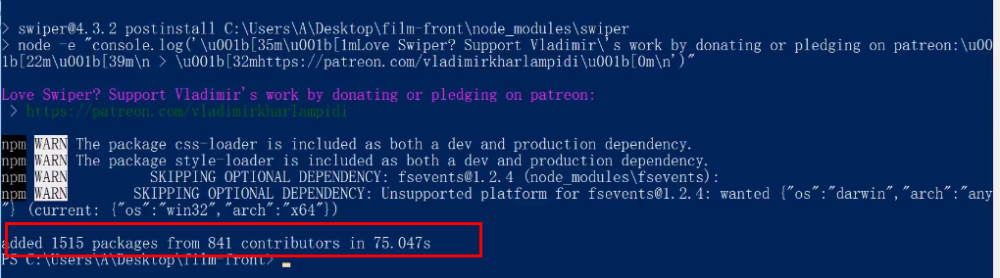 > swiper@4.3.2 postinstall C:\Users\A\Desktop\film-front\node_modules\swiper
> node -e "console.log('\u001b[35m\u001b[1mLove Swiper? Support Vladimir\'s work by donating or pledging on patreon:\u00
1b[22m\u001b[39m\n > \u001b[32mhttps://patreon.com/vladimirkharlampidi\u001b[0m\n')"
Love Swiper? Support Vladimir's work by donating or pledging on patreon:
> https://patreon.com/vladimirkharlampidi
npm WARN The package css-loader is included as both a dev and production dependency.
npm WARN The package style-loader is included as both a dev and production dependency.
npm WARN SKIPPING OPTIONAL DEPENDENCY: fsevents@1.2.4 (node_modules\fsevents):
npm WARN SKIPPING OPTIONAL DEPENDENCY: Unsupported platform for fsevents@1.2.4: wanted {"os":"darwin","arch":"any
"} (current: {"os":"win32","arch":"x64"})
added 1515 packages from 841 contributors in 75.047s
PS C:\Users\A\Desktop\film-front>